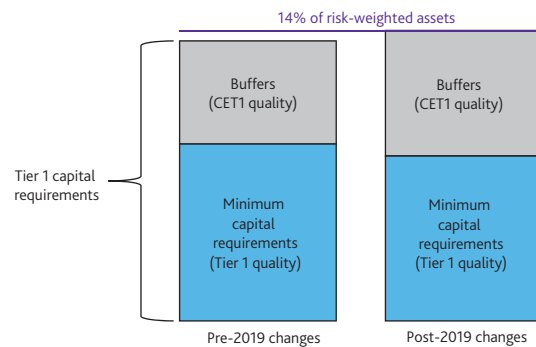 14% of risk-weighted assets
Buffers
(CET1 quality)
Buffers
(CET1 quality)
Tier 1 capital
requirements
Minimum
capital
requirements
(Tier 1 quality)
Minimum
capital
requirements
(Tier 1 quality)
Pre-2019 changes
Post-2019 changes